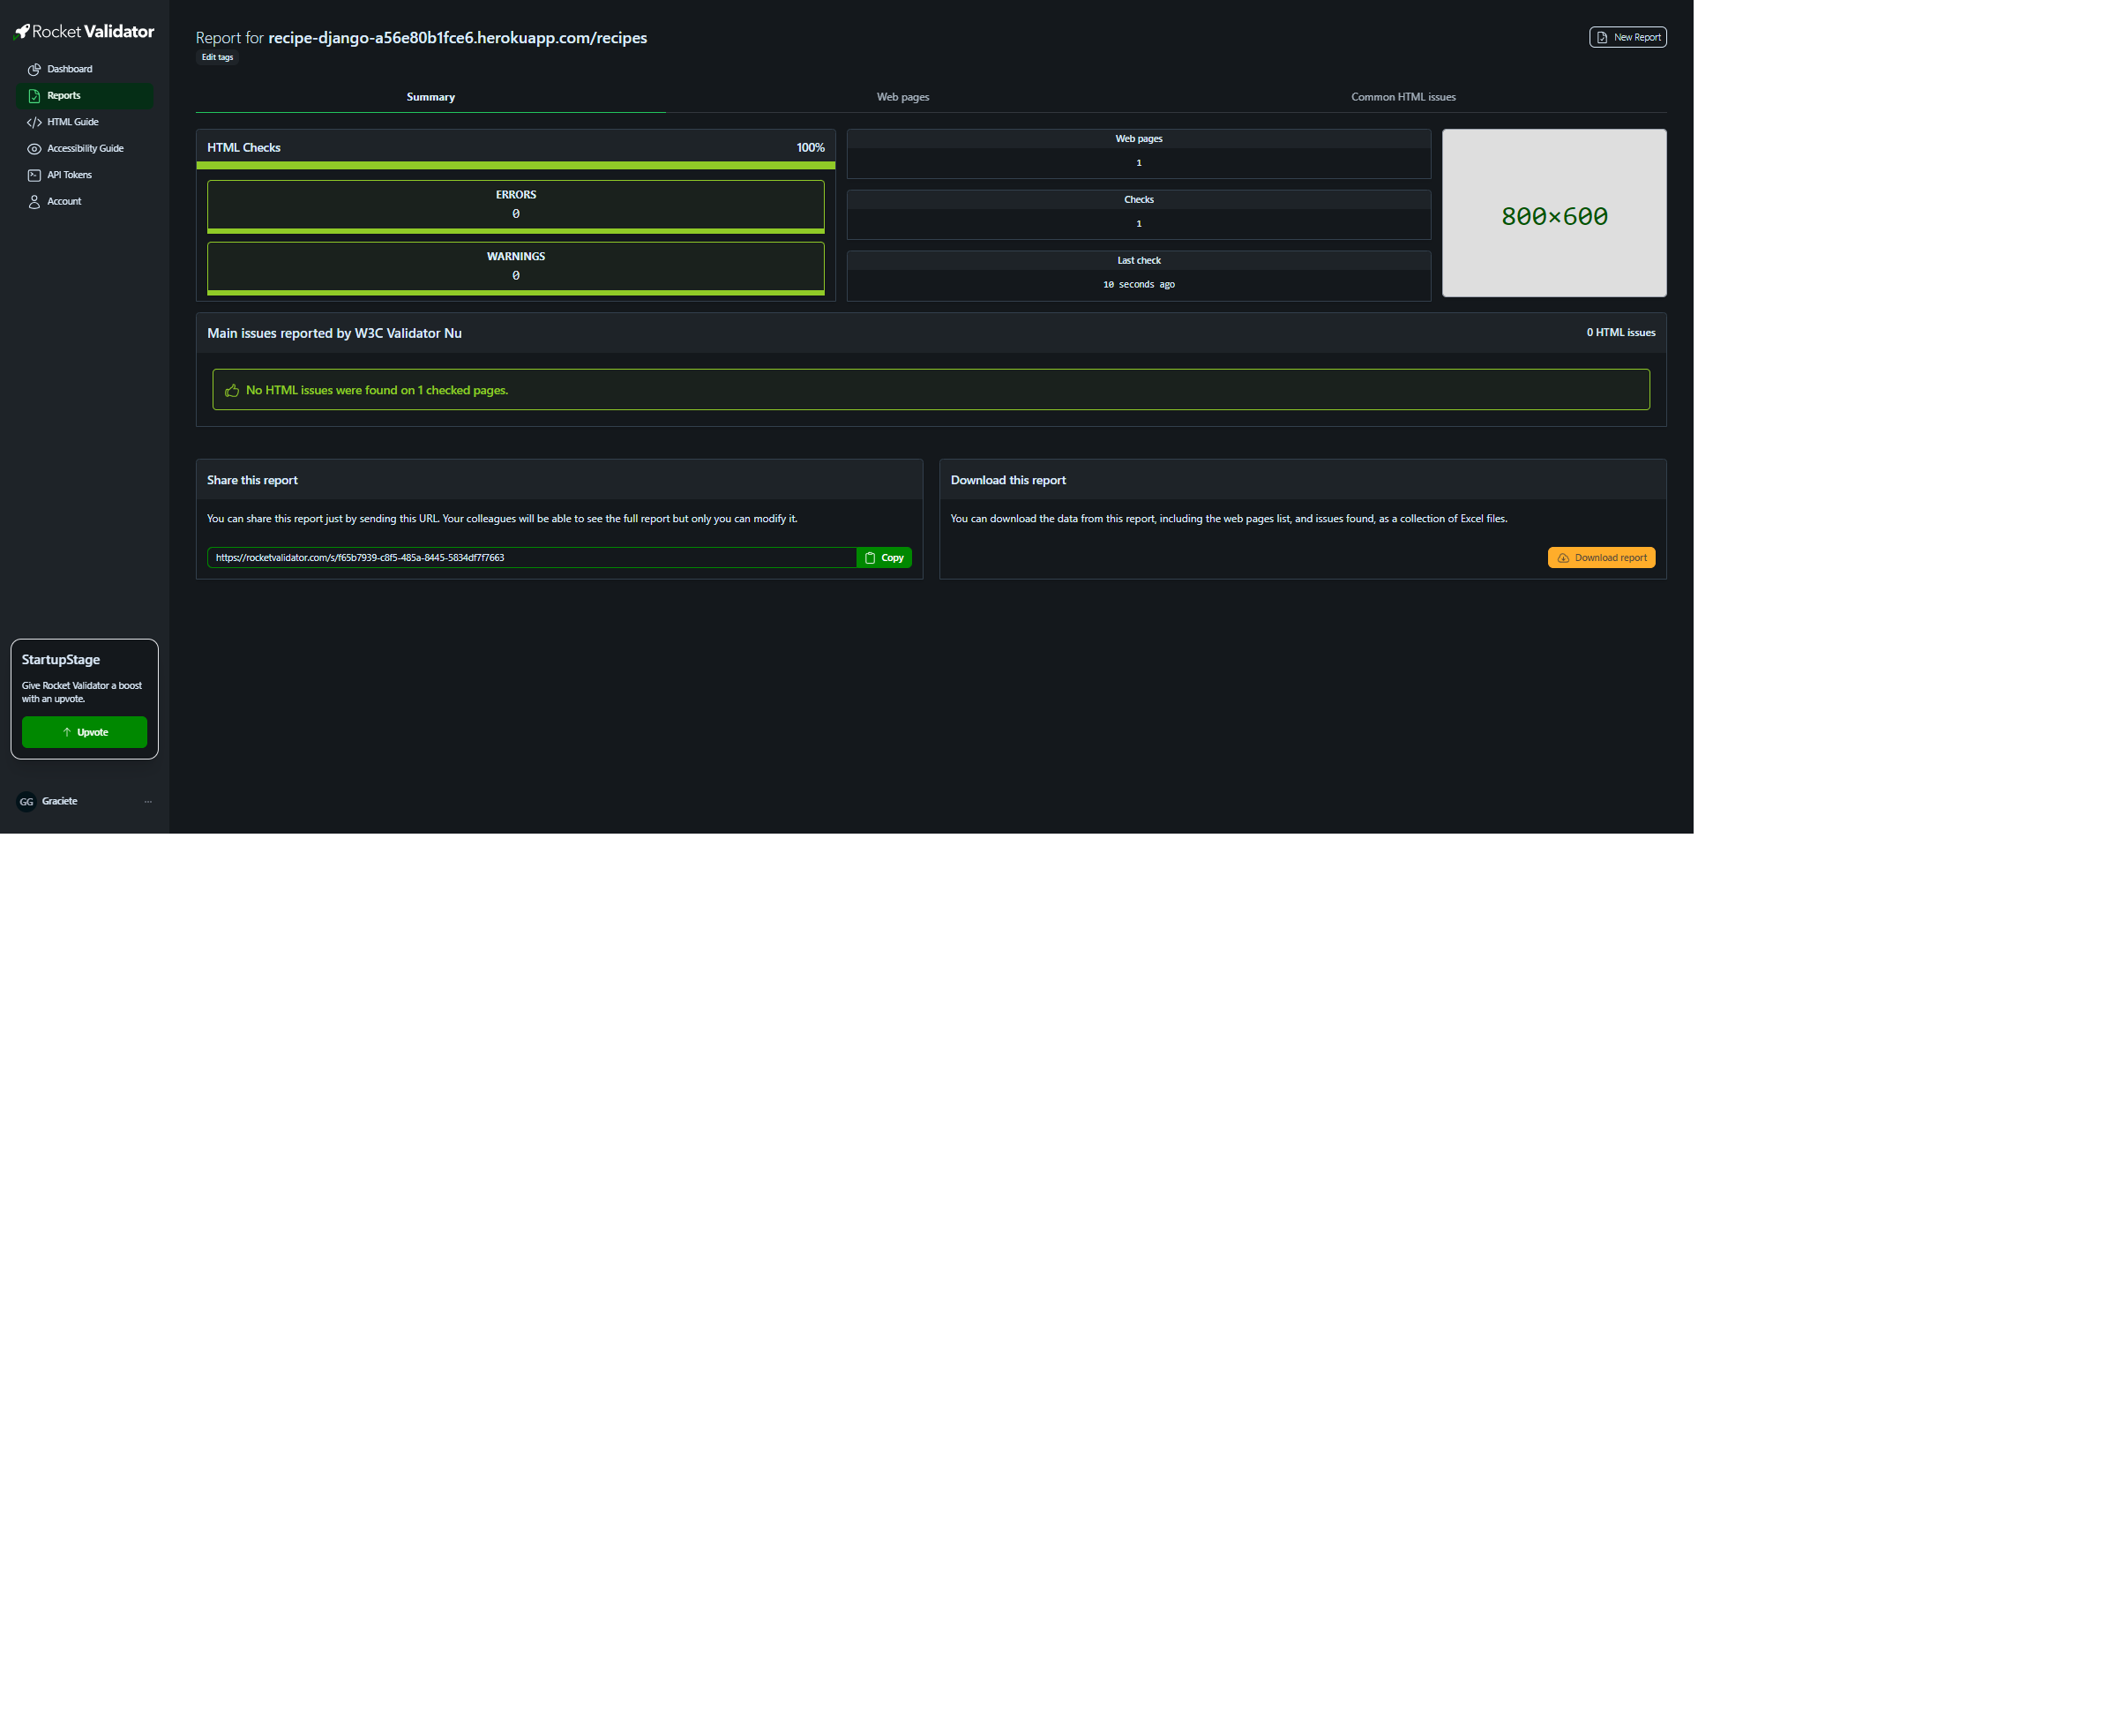 Rocket Validator
Dashboard
Reports
HTML Guide
Accessibility Guide
API Tokens
Account
Report for recipe-django-a56e80b1fce6.herokuapp.com/recipes
Edit tags
New Report
Summary
Web pages
Common HTML issues
HTML Checks
100%
ERRORS
0
WARNINGS
0
Web pages
1
Checks
1
Last check
10 seconds ago
800×600
Main issues reported by W3C Validator Nu
0 HTML issues
No HTML issues were found on 1 checked pages.
Share this report
You can share this report just by sending this URL. Your colleagues will be able to see the full report but only you can modify it.
https://rocketvalidator.com/s/f65b7939-c8f5-485a-8445-5834df7f7663
Copy
Download this report
You can download the data from this report, including the web pages list, and issues found, as a collection of Excel files.
Download report
StartupStage
Give Rocket Validator a boost
with an upvote.
Upvote
GG Graciete
...